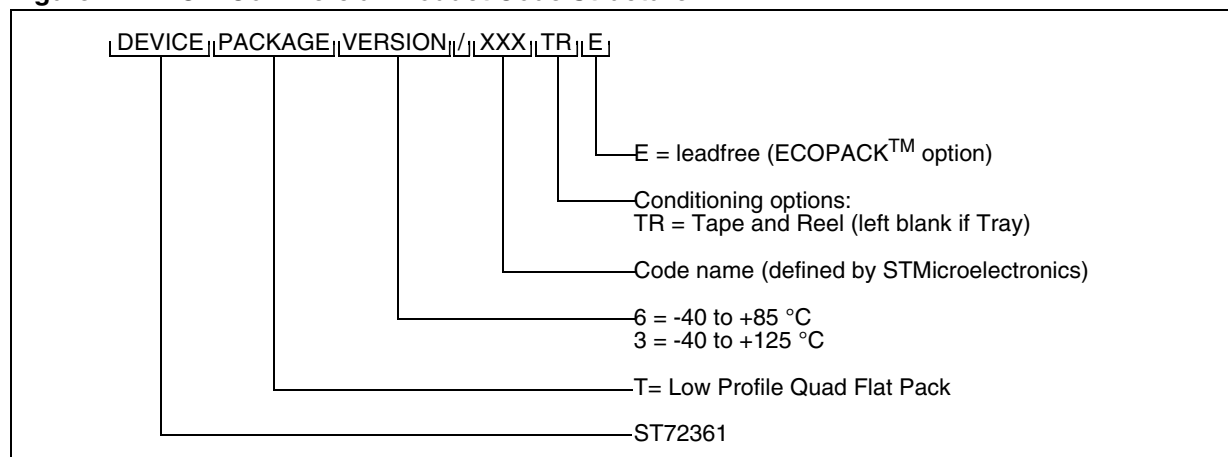 DEVICE PACKAGE VERSION / XXX TR E
E = leadfree (ECOPACK™ option)
Conditioning options:
TR = Tape and Reel (left blank if Tray)
Code name (defined by STMicroelectronics)
6 = -40 to +85 °C
3 = -40 to +125 °C
T= Low Profile Quad Flat Pack
ST72361